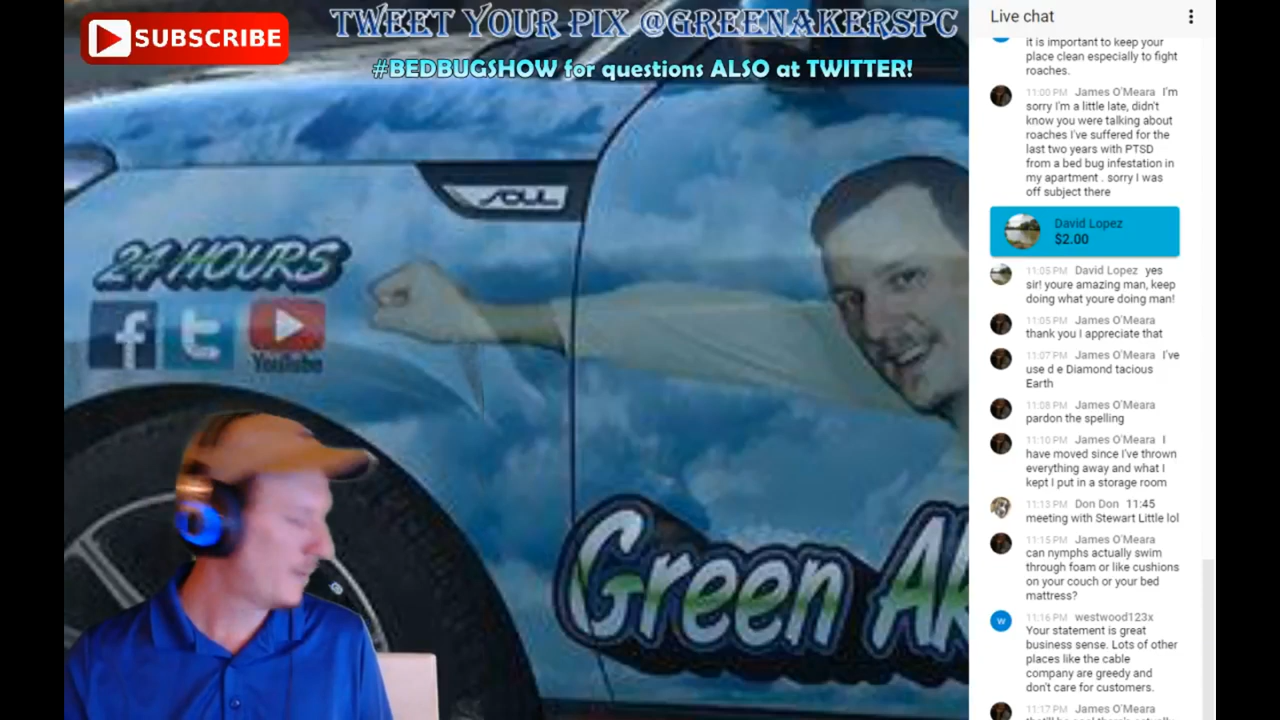 SUBSCRIBE
TWEET YOUR PIX @GREENAKERSPC
#BEDBUGSHOW for questions ALSO at TWITTER!
SOUL
24 HOURS
YouTube
Green Ak
Live chat
it is important to keep your
place clean especially to fight
roaches.
11:00 PM James O'Meara I'm
sorry I'm a little late, didn't
know you were talking about
roaches I've suffered for the
last two years with PTSD
from a bed bug infestation in
my apartment . sorry I was
off subject there
David Lopez
$2.00
11:05 PM David Lopez yes
sir! youre amazing man, keep
doing what youre doing man!
11:05 PM James O'Meara
thank you I appreciate that
11:07 PM James O'Meara I've
use d e Diamond tacious
Earth
11:08 PM James O'Meara
pardon the spelling
11:10 PM James O'Meara I
have moved since I've thrown
everything away and what I
kept I put in a storage room
11:13 PM Don Don 11:45
meeting with Stewart Little lol
11:15 PM James O'Meara
can nymphs actually swim
through foam or like cushions
on your couch or your bed
mattress?
W
11:16 PM westwood123x
Your statement is great
business sense. Lots of other
places like the cable
company are greedy and
don't care for customers.
11:17 PM James O'Meara